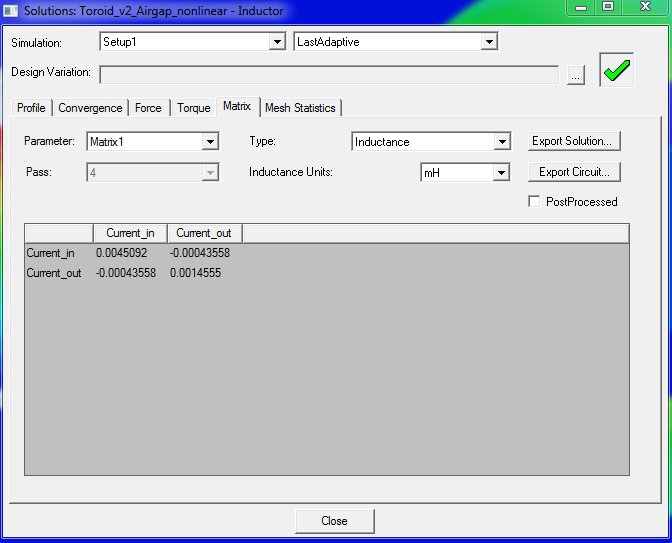 Solutions: Toroid_v2_Airgap_nonlinear - Inductor
Simulation: Setup1 LastAdaptive
Design Variation: ...
Profile Convergence Force Torque Matrix Mesh Statistics
Parameter: Matrix1 Type: Inductance Export Solution...
Pass: 4 Inductance Units: mH Export Circuit...
PostProcessed
Current_in Current_out
Current_in 0.0045092 -0.00043558
Current_out -0.00043558 0.0014555
Close